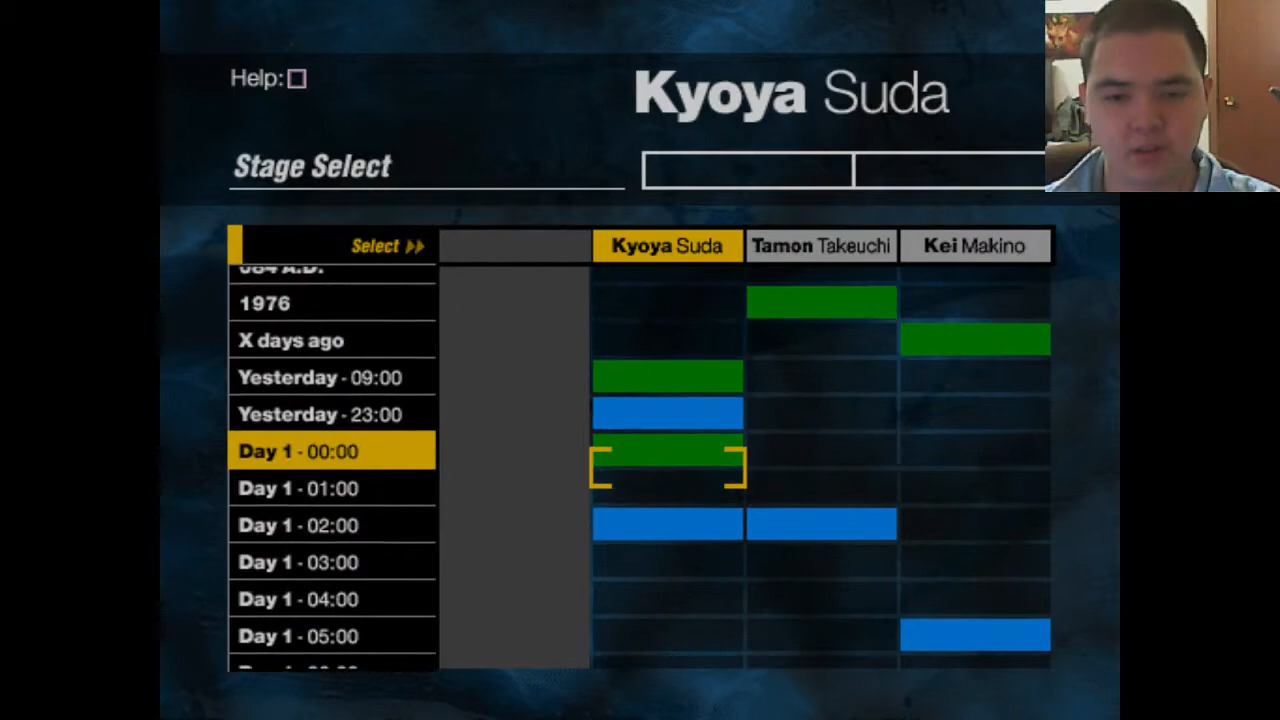 Help:
Kyoya Suda
Stage Select
Select
Kyoya Suda
Tamon Takeuchi
Kei Makino
684 A.D.
1976
X days ago
Yesterday - 09:00
Yesterday - 23:00
Day 1 - 00:00
Day 1 - 01:00
Day 1 - 02:00
Day 1 - 03:00
Day 1 - 04:00
Day 1 - 05:00